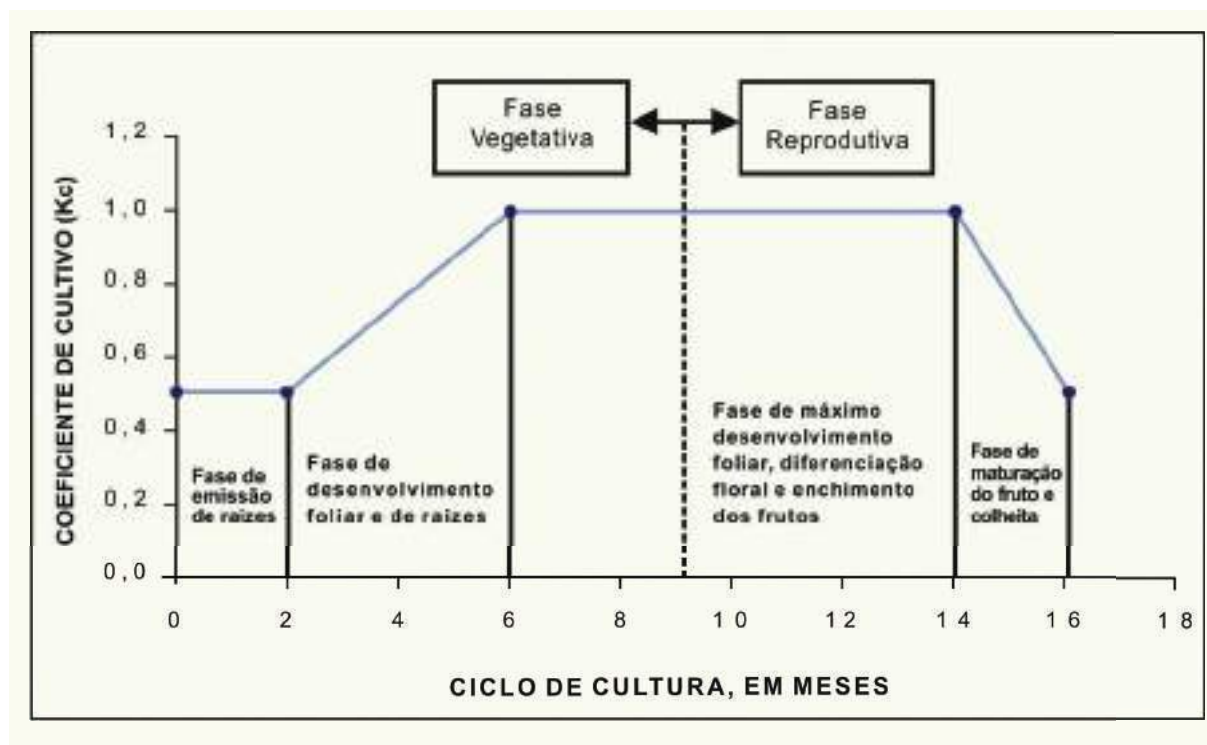 Fase
Vegetativa
Fase
Reprodutiva
COEFICIENTE DE CULTIVO (Kc)
1,2
1,0
0,8
0,6
0,4
0,2
0,0
Fase de
emissão
de raizes
Fase de
desenvolvimento
foliar e de raizes
Fase de máximo
desenvolvimento
foliar, diferenciação
floral e enchimento
dos frutos
Fase de
maturação
do fruto e
colheita
0 2 4 6 8 10 12 14 16 18
CICLO DE CULTURA, EM MESES